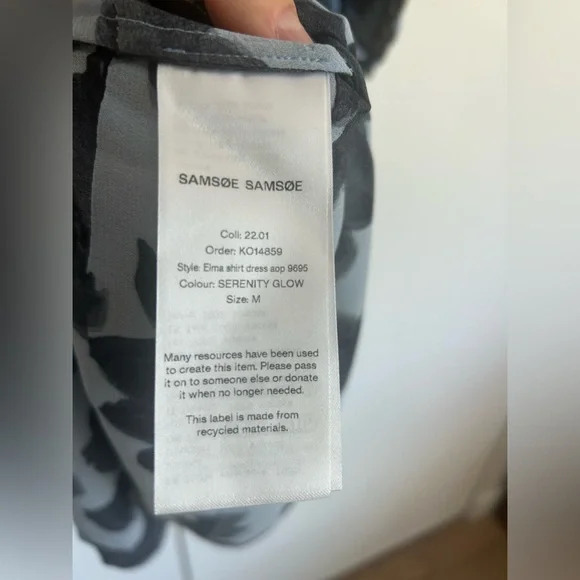 SAMSØE SAMSØE
Coll: 22.01
Order: KO14859
Style: Elma shirt dress aop 9695
Colour: SERENITY GLOW
Size: M
Many resources have been used
to create this item. Please pass
it on to someone else or donate
it when no longer needed.
This label is made from
recycled materials.